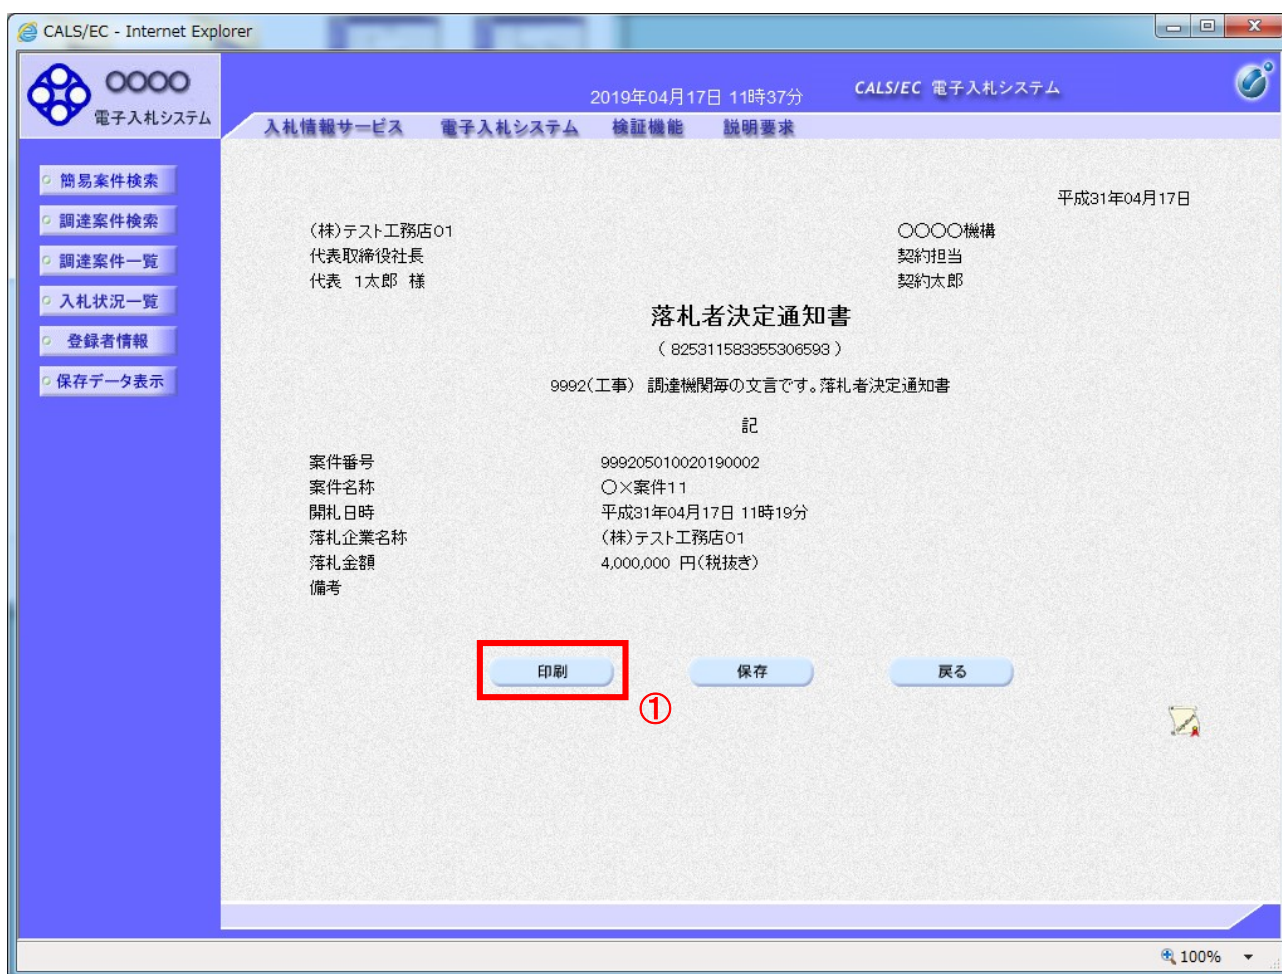 CALS/EC - Internet Explorer
〇〇〇〇
電子入札システム
2019年04月17日 11時37分
CALS/EC 電子入札システム
入札情報サービス 電子入札システム 検証機能 説明要求
簡易案件検索
調達案件検索
調達案件一覧
入札状況一覧
登録者情報
保存データ表示
平成31年04月17日
(株)テスト工務店01
代表取締役社長
代表 1太郎 様
〇〇〇〇機構
契約担当
契約太郎
落札者決定通知書
( 825311583355306593 )
9992(工事) 調達機関毎の文言です。落札者決定通知書
記
案件番号 999205010020190002
案件名称 〇×案件11
開札日時 平成31年04月17日 11時19分
落札企業名称 (株)テスト工務店01
落札金額 4,000,000 円(税抜き)
備考
印刷 保存 戻る
①
100%